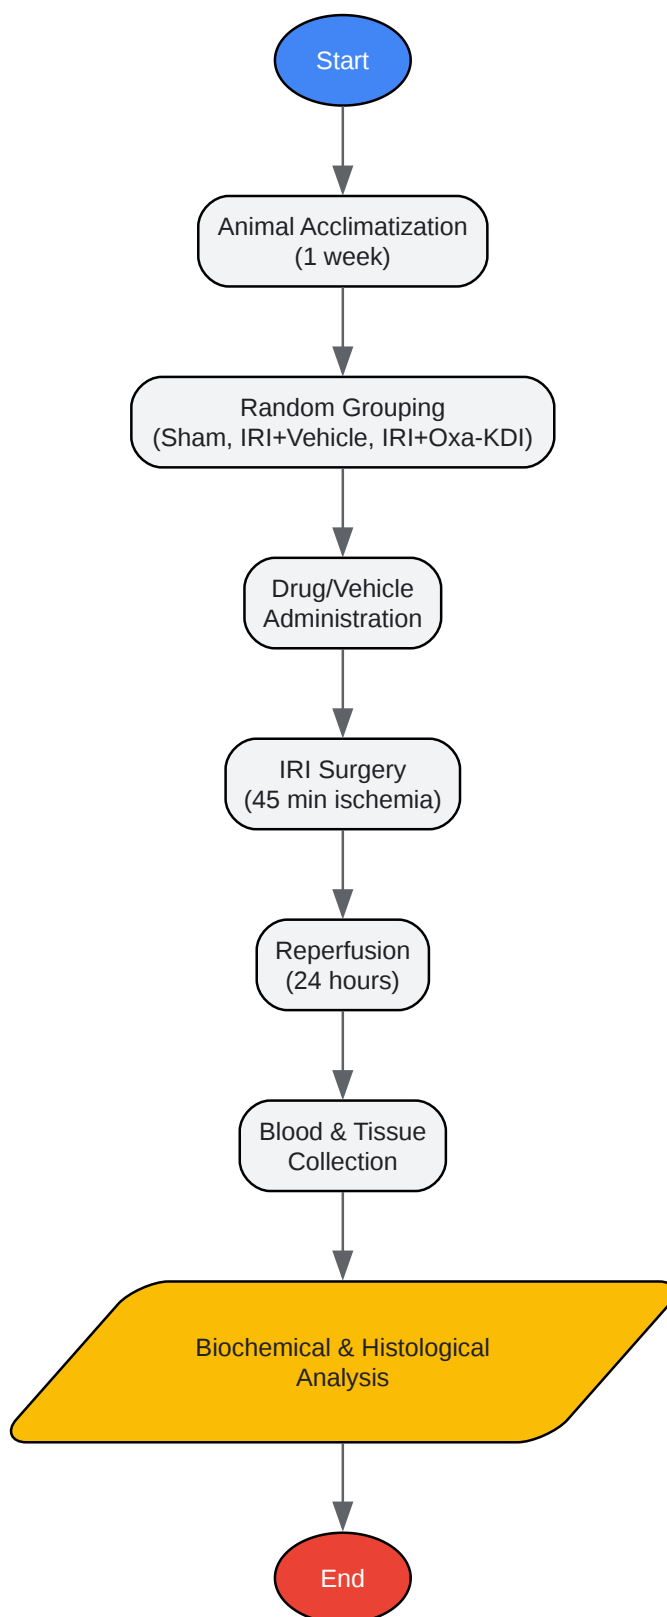 Start
Animal Acclimatization
(1 week)
Random Grouping
(Sham, IRI+Vehicle, IRI+Oxa-KDI)
Drug/Vehicle
Administration
IRI Surgery
(45 min ischemia)
Reperfusion
(24 hours)
Blood & Tissue
Collection
Biochemical & Histological
Analysis
End